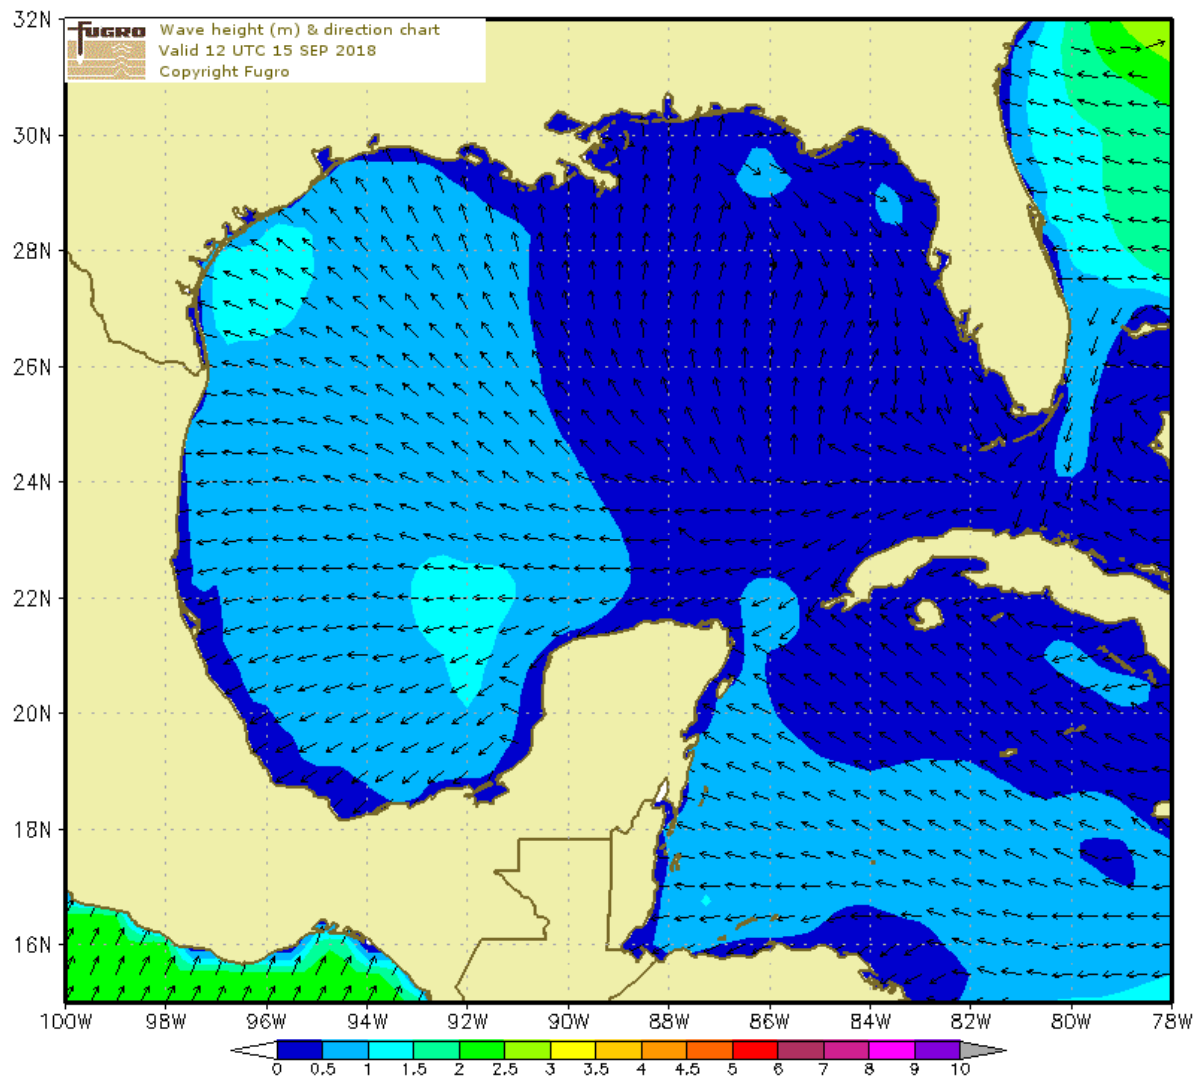 fugro
Wave height (m) & direction chart
Valid 12 UTC 15 SEP 2018
Copyright Fugro
32N
30N
28N
26N
24N
22N
20N
18N
16N
100W 98W 96W 94W 92W 90W 88W 86W 84W 82W 80W 78W
0 0.5 1 1.5 2 2.5 3 3.5 4 4.5 5 6 7 8 9 10